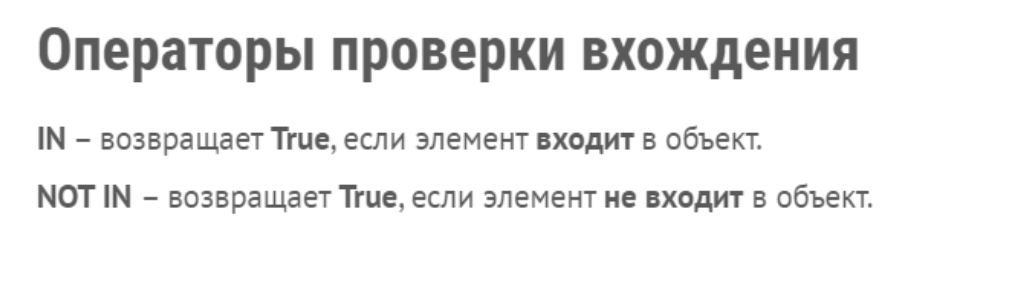 Операторы проверки вхождения
IN – возвращает True, если элемент входит в объект.
NOT IN – возвращает True, если элемент не входит в объект.